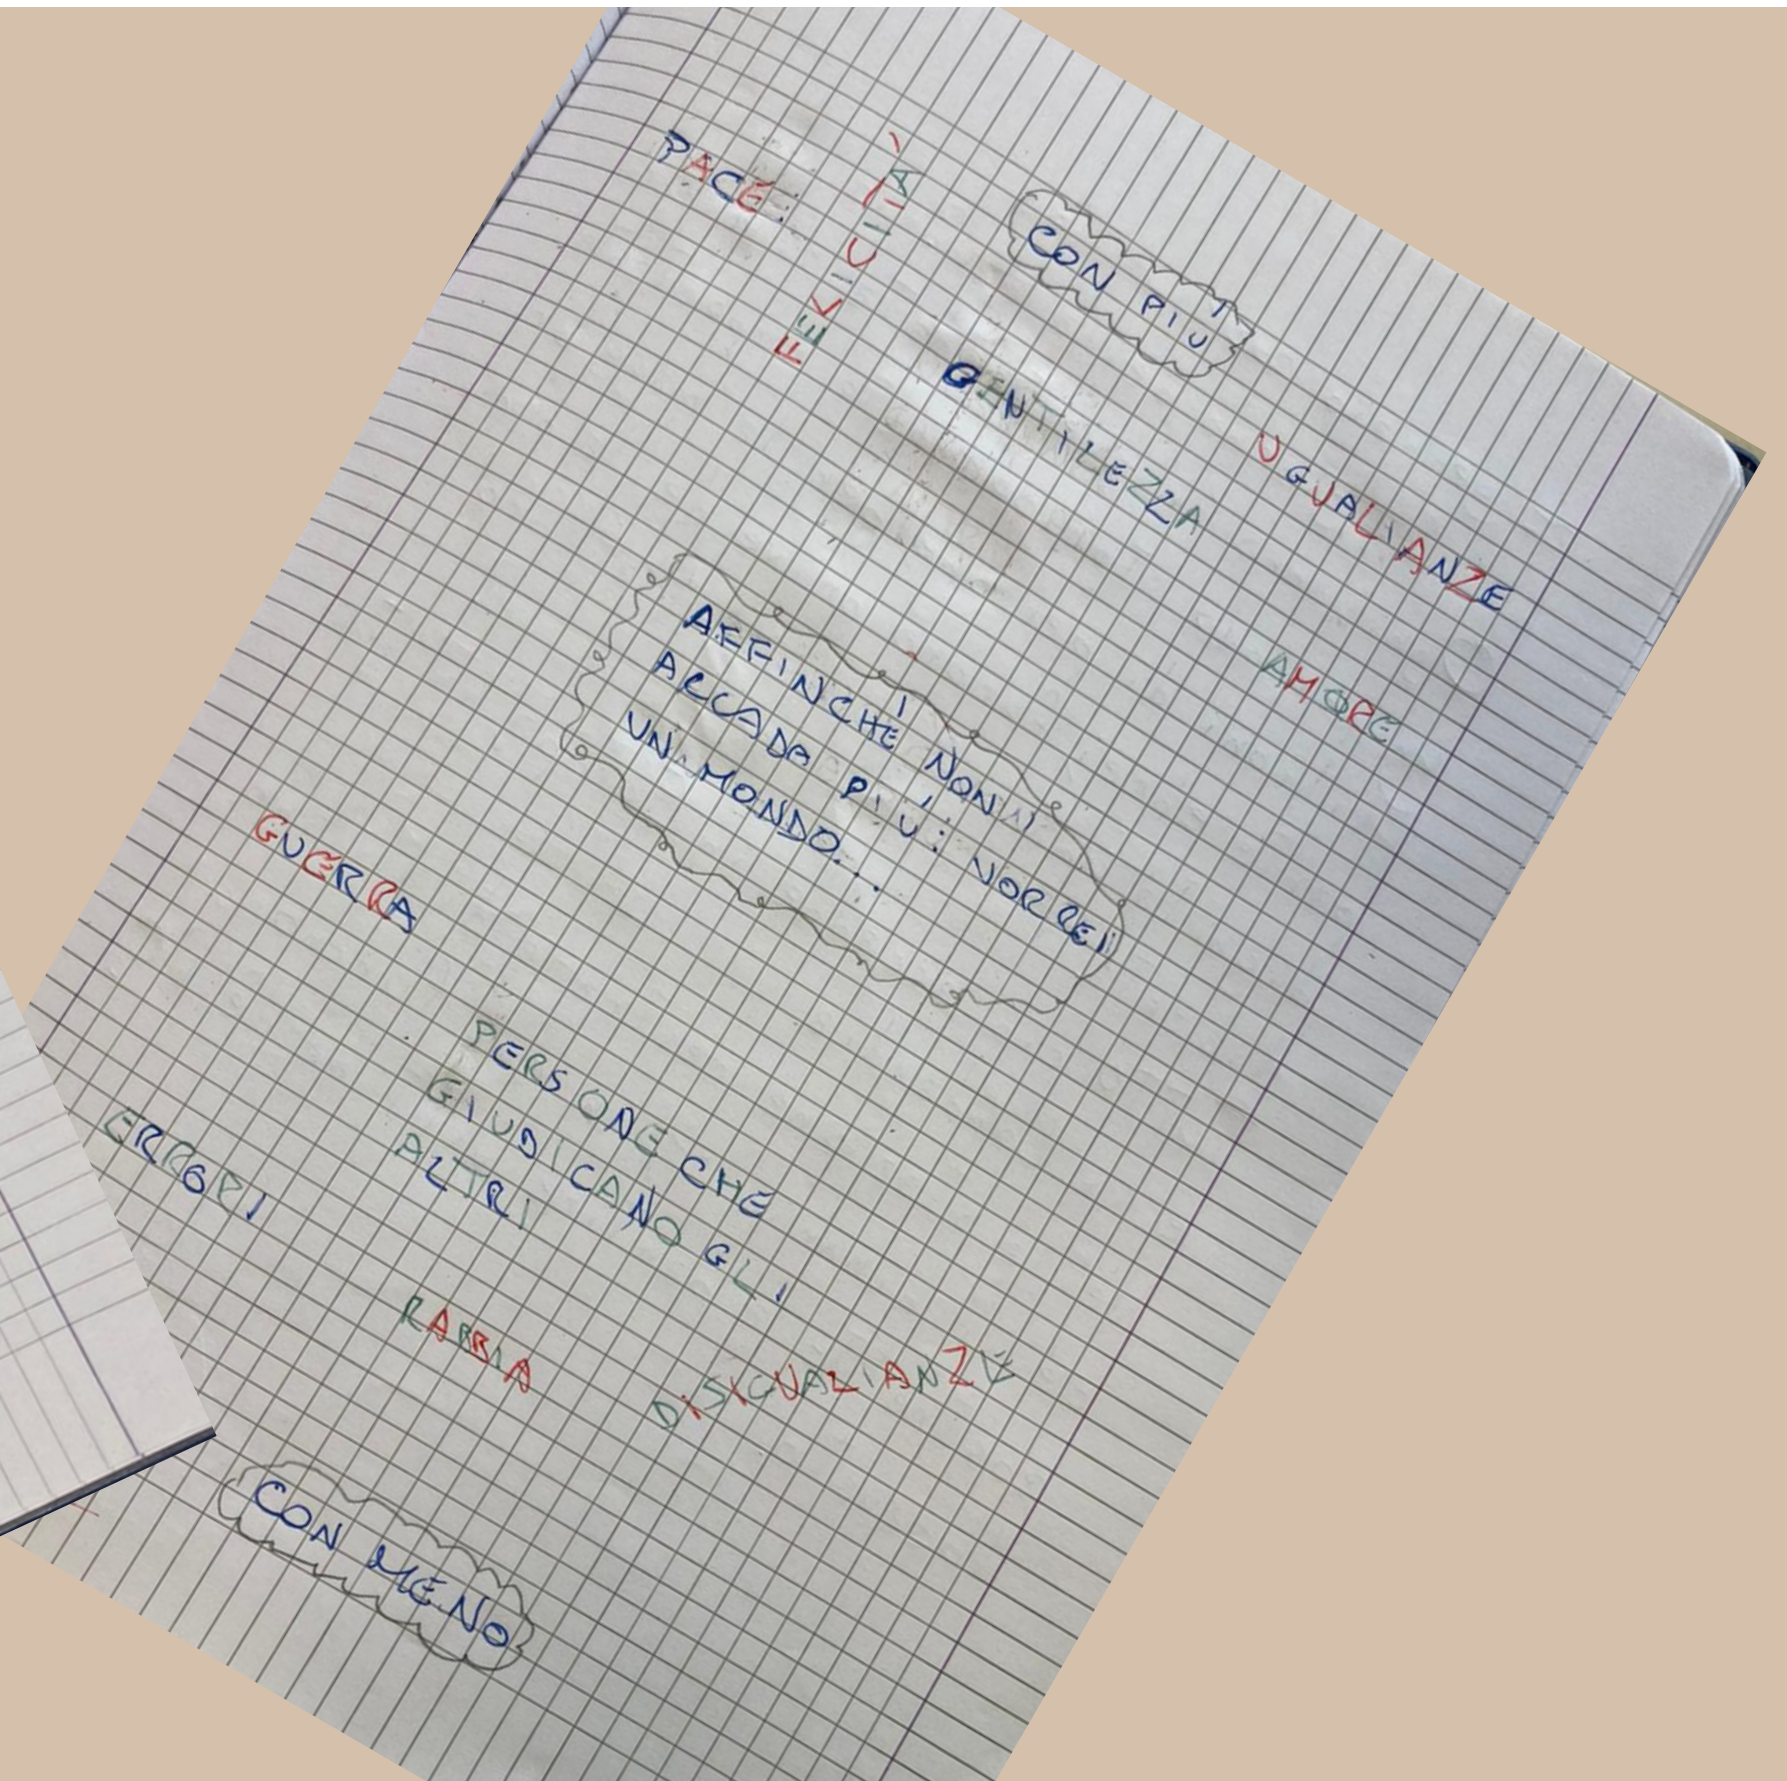 CON PIÙ
PACE:
FELICITÀ
GENTILEZZA
UGUALIANZE
AMORE
AFFINCHÉ NON
ACCADA PIÙ: VORREI
UN MONDO...
GUERRA
PERSONE CHE
GIUDICANO GLI
ALTRI
ERRORI
RABBIA
DISIGUALIANZE
CON MENO